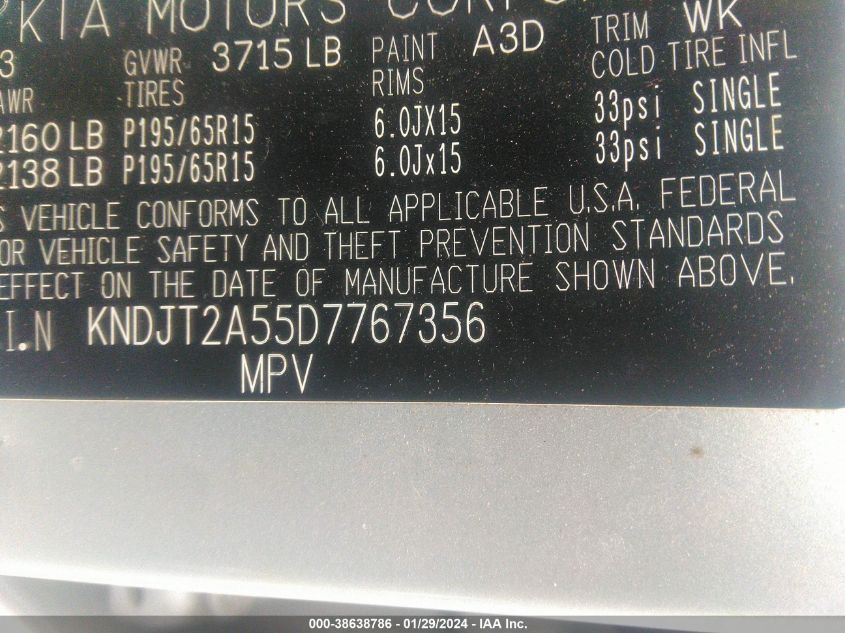 KIA MOTORS CORPO
3 GVWR 3715 LB PAINT A3D TRIM WK
AWR TIRES RIMS COLD TIRE INFL
2160 LB P195/65R15 6.0JX15 33psi SINGLE
2138 LB P195/65R15 6.0Jx15 33psi SINGLE
S VEHICLE CONFORMS TO ALL APPLICABLE U.S.A. FEDERAL
OR VEHICLE SAFETY AND THEFT PREVENTION STANDARDS
EFFECT ON THE DATE OF MANUFACTURE SHOWN ABOVE.
I.N KNDJT2A55D7767356
MPV
000-38638786 - 01/29/2024 - IAA Inc.